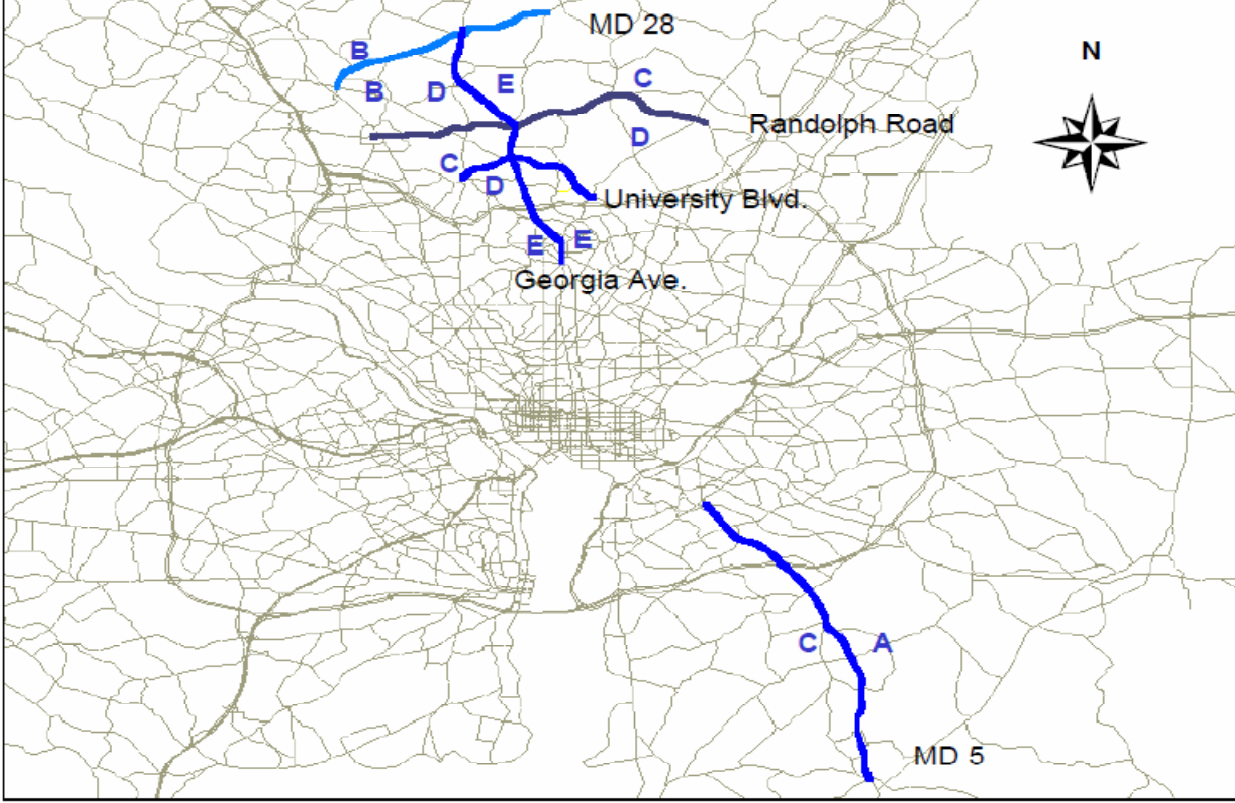 MD 28
B
N
C
E
B
D
Randolph Road
D
C
D
University Blvd.
E
E
Georgia Ave.
C
A
MD 5